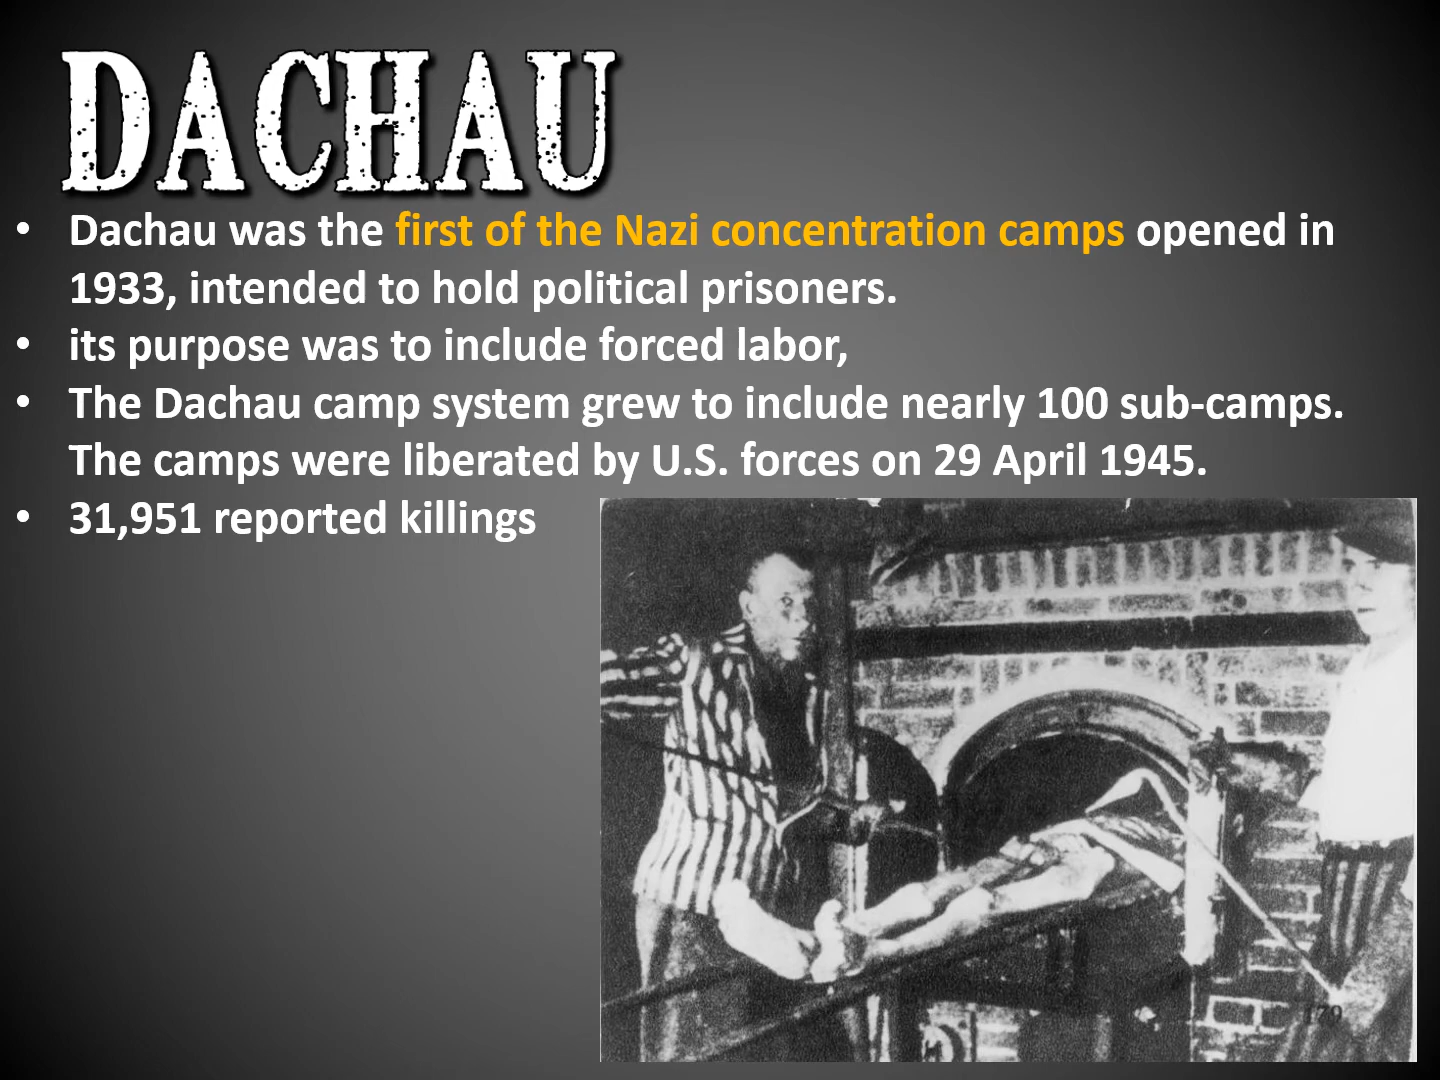 DACHAU
• Dachau was the first of the Nazi concentration camps opened in
1933, intended to hold political prisoners.
• its purpose was to include forced labor,
• The Dachau camp system grew to include nearly 100 sub-camps.
The camps were liberated by U.S. forces on 29 April 1945.
• 31,951 reported killings
179